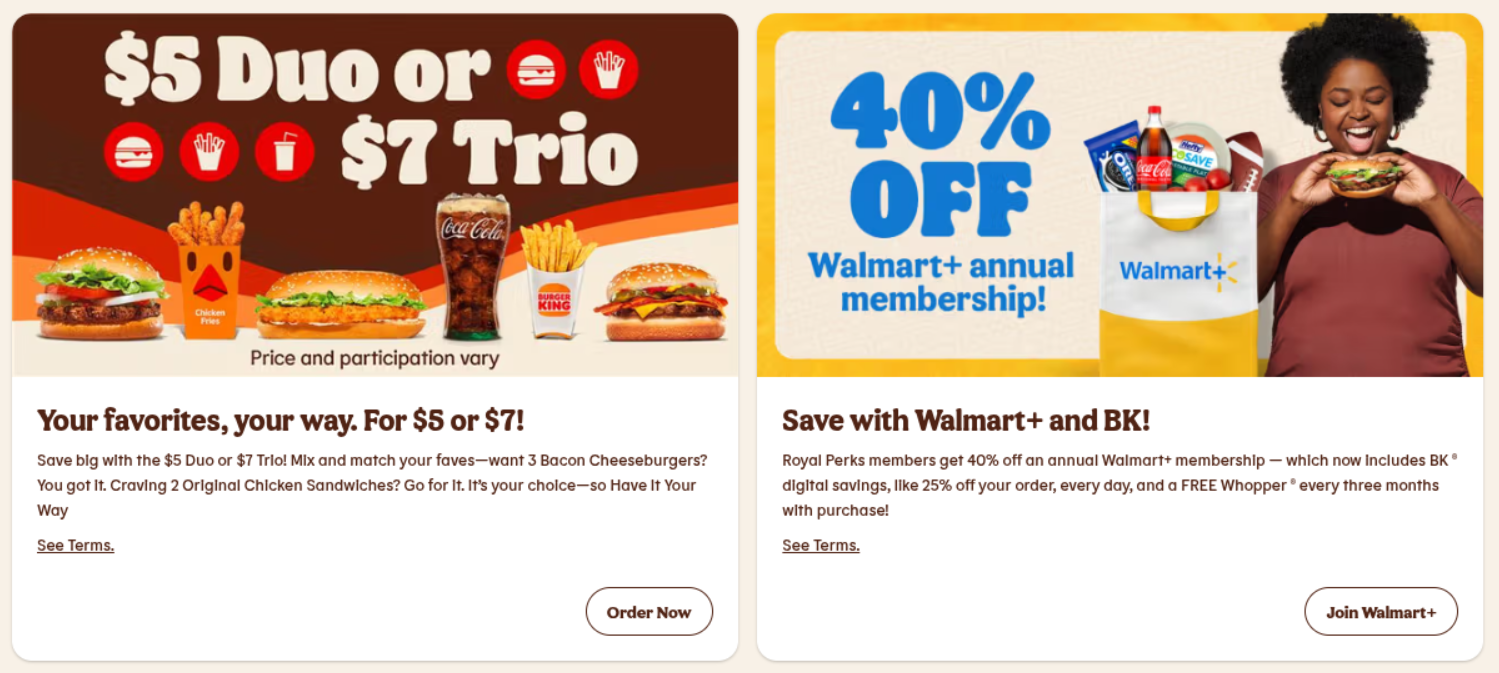 $5 Duo or
$7 Trio
Coca-Cola
Chicken
Fries
BURGER
KING
Price and participation vary
Your favorites, your way. For $5 or $7!
Save big with the $5 Duo or $7 Trio! Mix and match your faves—want 3 Bacon Cheeseburgers?
You got it. Craving 2 Original Chicken Sandwiches? Go for it. It's your choice—so Have It Your
Way
See Terms.
Order Now
40%
OFF
Walmart+ annual
membership!
Coca-Cola
Hefty
ECOSAVE
Walmart+
Save with Walmart+ and BK!
Royal Perks members get 40% off an annual Walmart+ membership — which now includes BK ®
digital savings, like 25% off your order, every day, and a FREE Whopper ® every three months
with purchase!
See Terms.
Join Walmart+